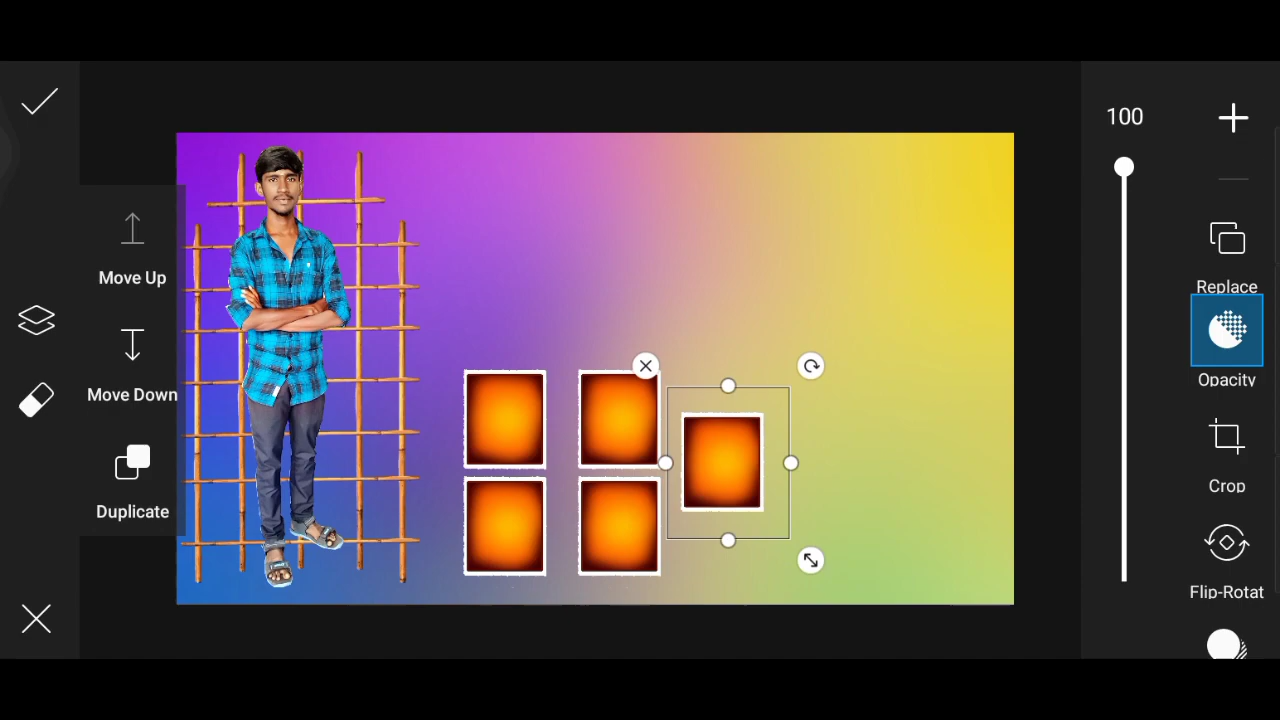 100
Move Up
Move Down
Duplicate
Replace
Opacity
Crop
Flip-Rotat